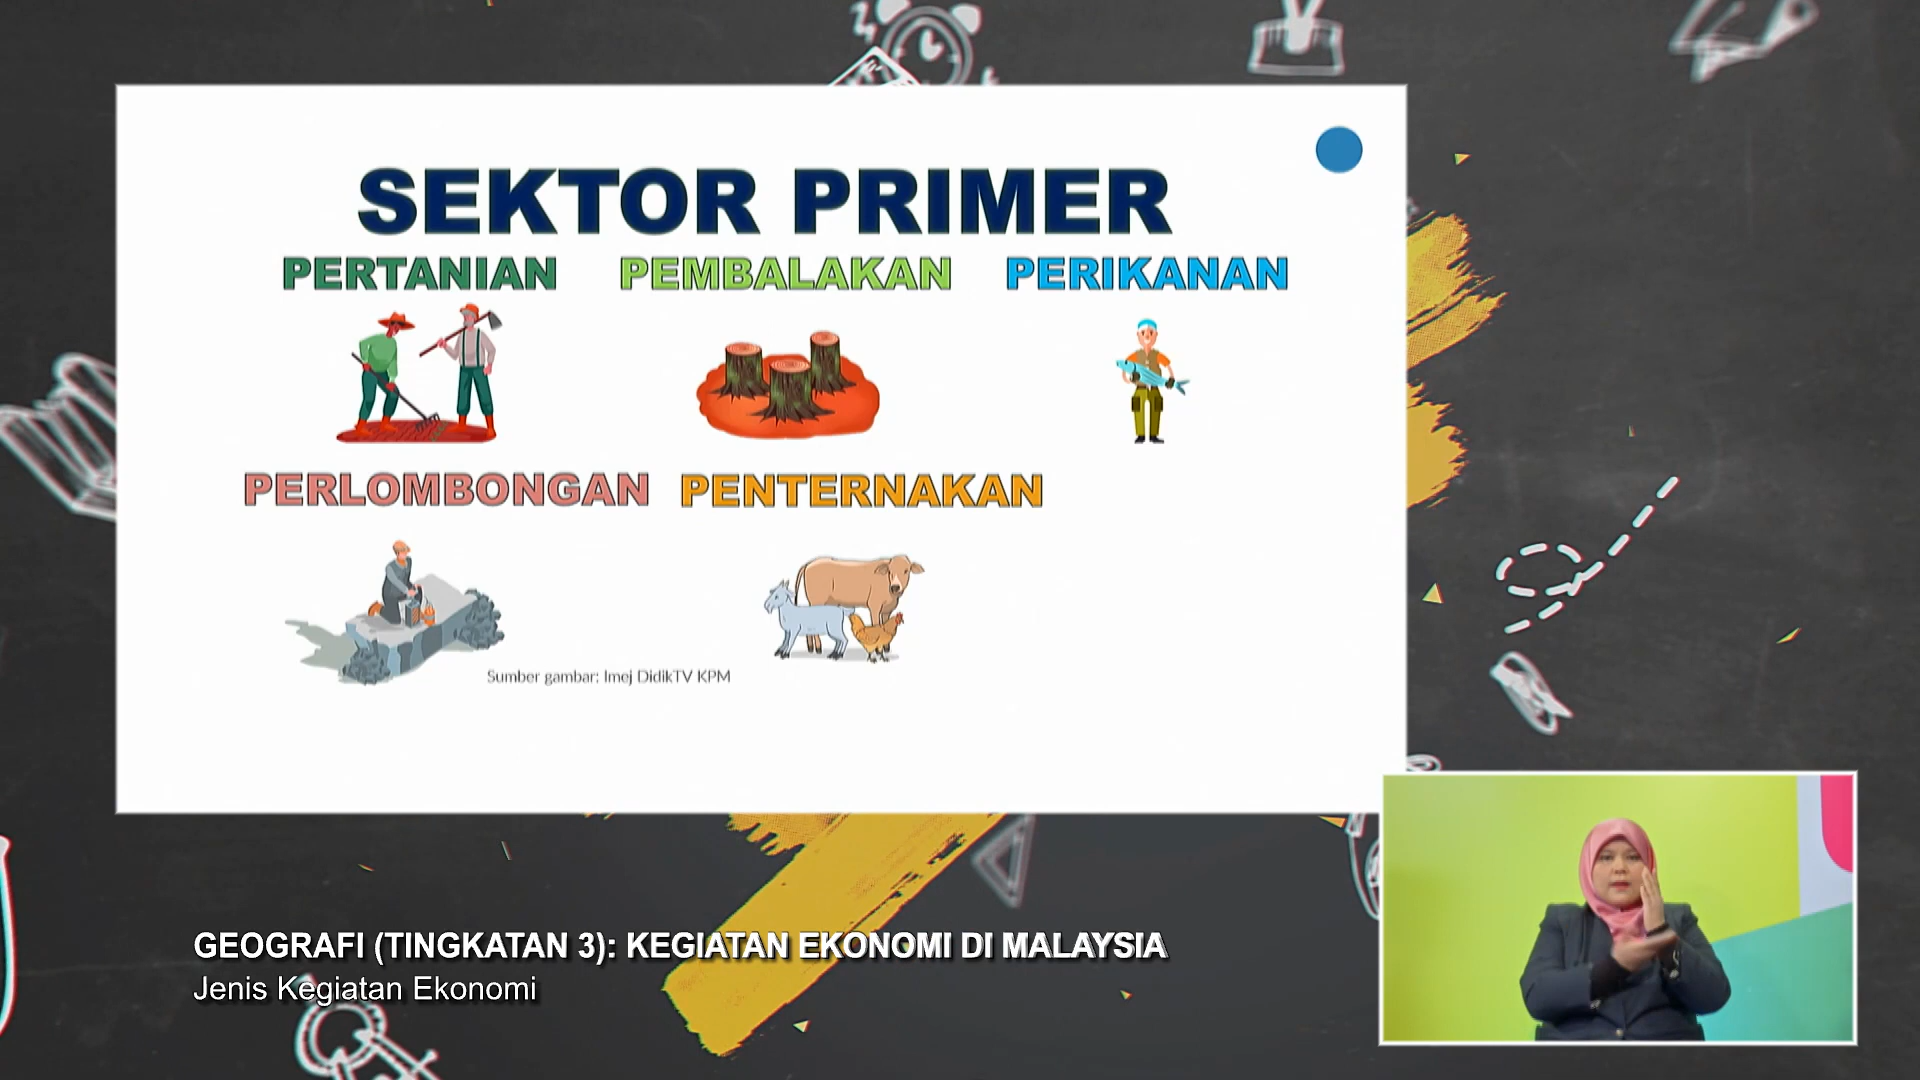 SEKTOR PRIMER
PERTANIAN PEMBALAKAN PERIKANAN
PERLOMBONGAN PENTERNAKAN
Sumber gambar: Imej DidikTV KPM
GEOGRAFI (TINGKATAN 3): KEGIATAN EKONOMI DI MALAYSIA
Jenis Kegiatan Ekonomi